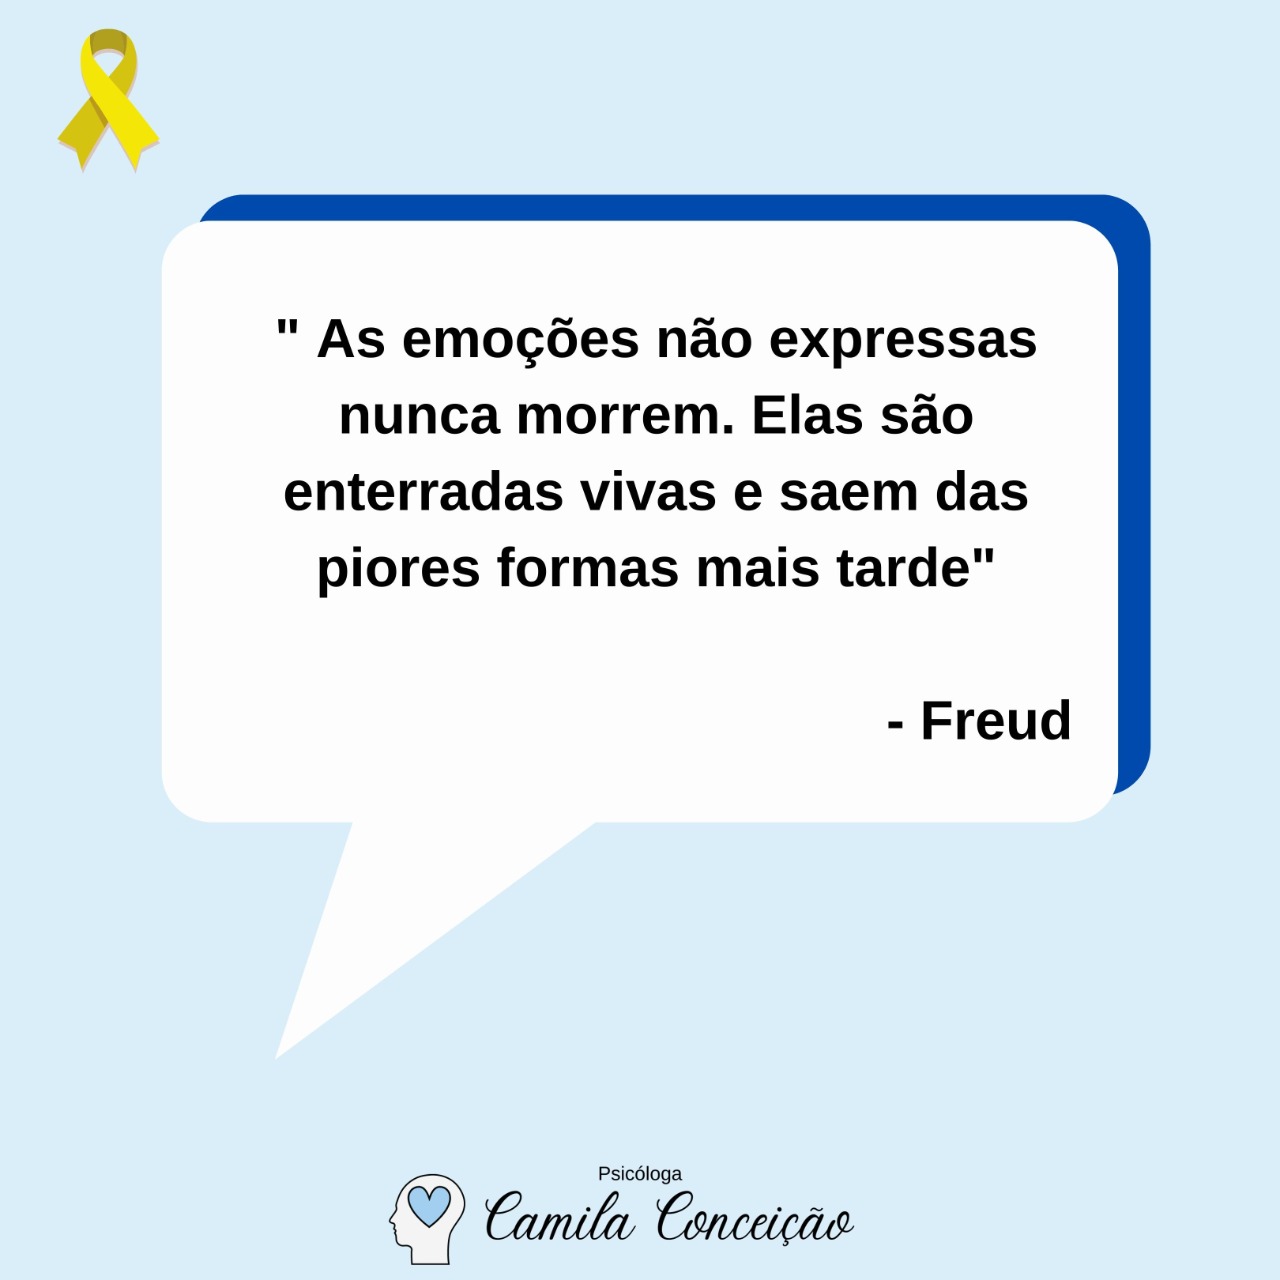 " As emoções não expressas
nunca morrem. Elas são
enterradas vivas e saem das
piores formas mais tarde"
- Freud
Psicóloga
Camila Conceição